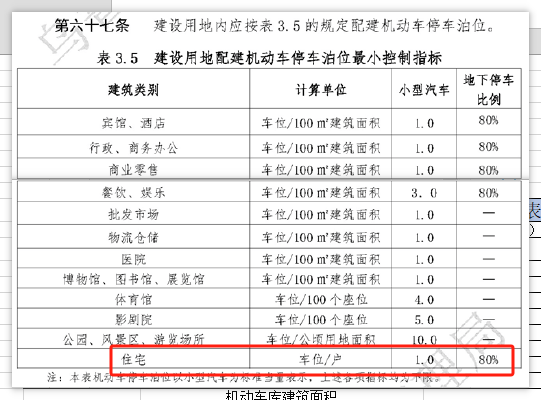 第六十七条 建设用地内应按表3.5的规定配建机动车停车泊位。
表3.5 建设用地配建机动车停车泊位最小控制指标
建筑类别 计算单位 小型汽车 地下停车比例
宾馆、酒店 车位/100㎡建筑面积 1.0 80%
行政、商务办公 车位/100㎡建筑面积 1.0 80%
商业零售 车位/100㎡建筑面积 1.0 80%
餐饮、娱乐 车位/100㎡建筑面积 3.0 80%
批发市场 车位/100㎡建筑面积 1.0 —
物流仓储 车位/100㎡建筑面积 1.0 —
医院 车位/100㎡建筑面积 1.0 —
博物馆、图书馆、展览馆 车位/100㎡建筑面积 1.0 —
体育馆 车位/100个座位 4.0 —
影剧院 车位/100个座位 5.0 —
公园、风景区、游览场所 车位/公顷用地面积 10.0 —
住宅 车位/户 1.0 80%
注：本表机动车停车泊位以小型汽车为标准当量表示，上述各项指标均为下限。
机动车库建筑面积
表
)